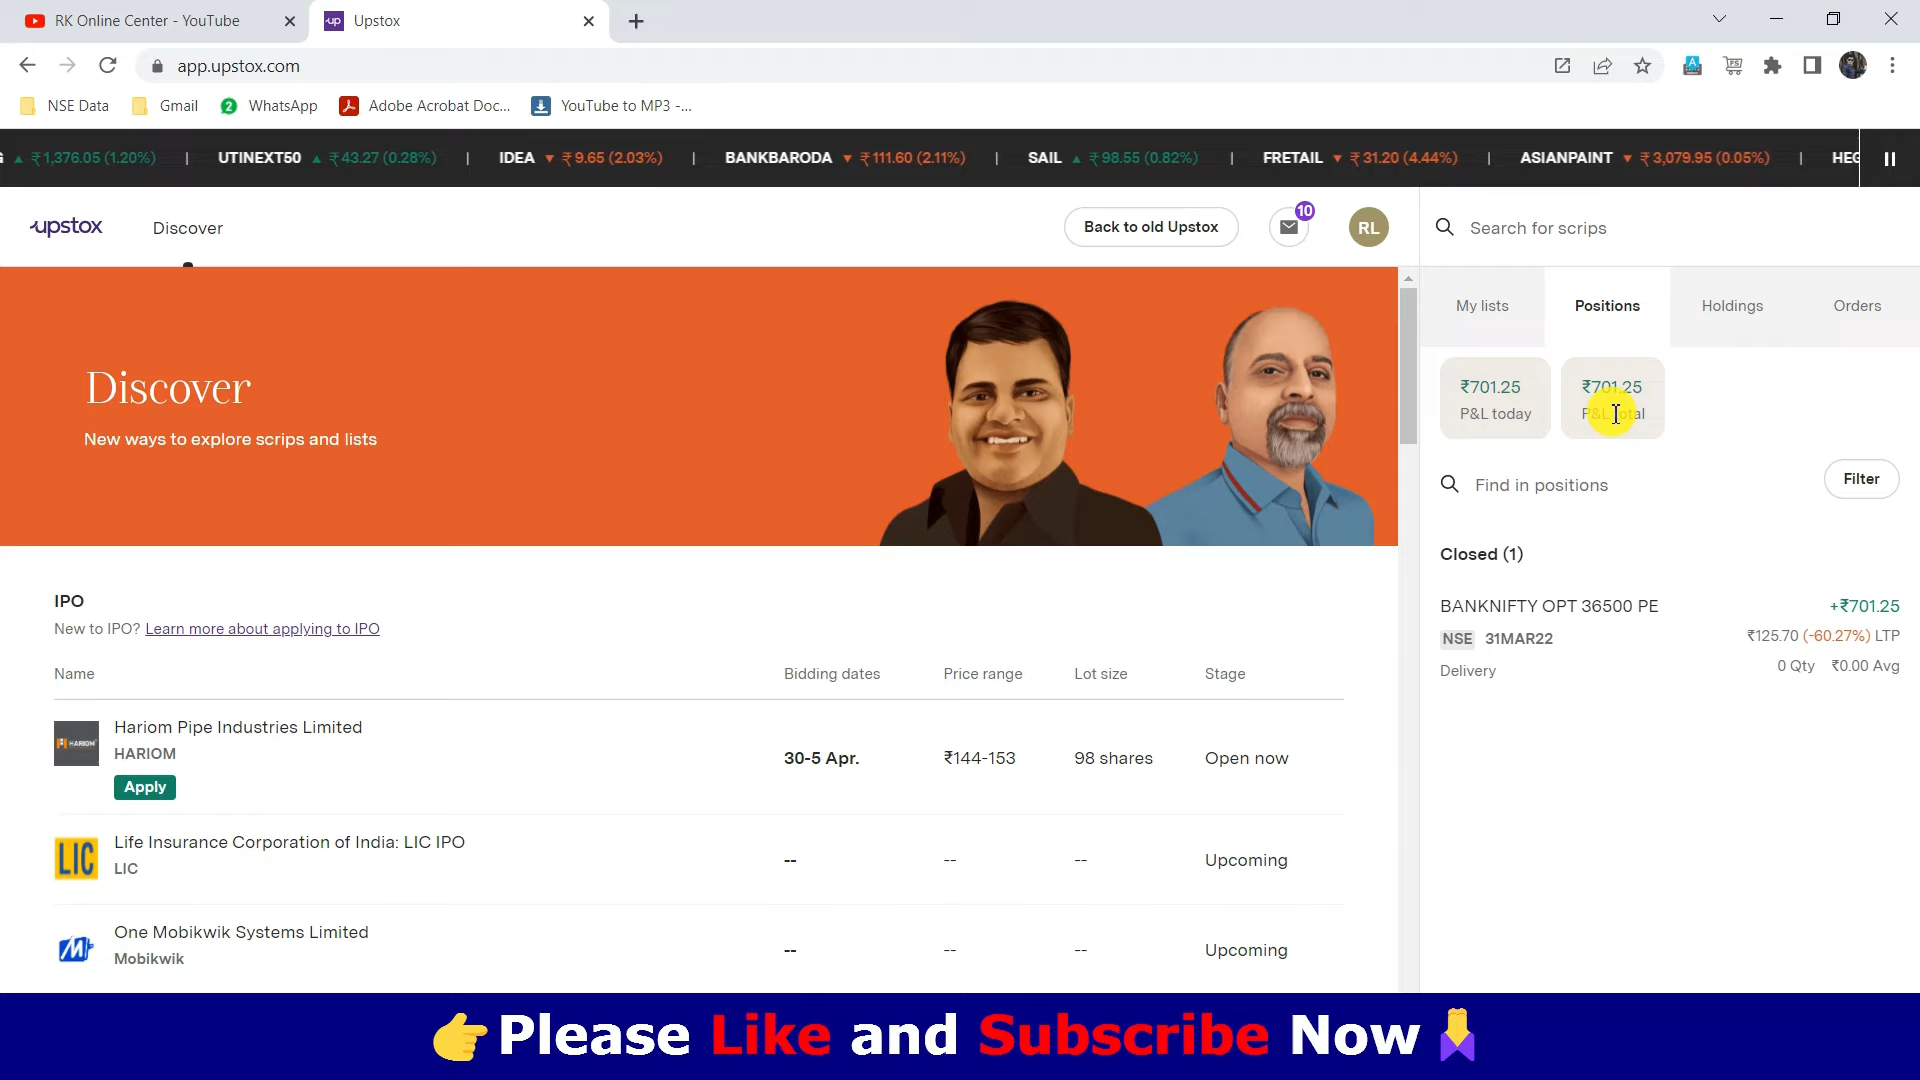 RK Online Center - YouTube
Upstox
app.upstox.com
NSE Data
Gmail
2 WhatsApp
Adobe Acrobat Doc...
YouTube to MP3 -...
▲ ₹1,376.05 (1.20%) | UTINEXT50 ▲ ₹43.27 (0.28%) | IDEA ▼ ₹9.65 (2.03%) | BANKBARODA ▼ ₹111.60 (2.11%) | SAIL ▲ ₹98.55 (0.82%) | FRETAIL ▼ ₹31.20 (4.44%) | ASIANPAINT ▼ ₹3,079.95 (0.05%) | HEG
upstox
Discover
Back to old Upstox
10
RL
Search for scrips
My lists
Positions
Holdings
Orders
₹701.25
P&L today
₹701.25
P&L total
Find in positions
Filter
Closed (1)
BANKNIFTY OPT 36500 PE
+₹701.25
NSE 31MAR22
₹125.70 (-60.27%) LTP
Delivery
0 Qty ₹0.00 Avg
Discover
New ways to explore scrips and lists
IPO
New to IPO? Learn more about applying to IPO
Name
Bidding dates
Price range
Lot size
Stage
HARIOM
Hariom Pipe Industries Limited
HARIOM
Apply
30-5 Apr.
₹144-153
98 shares
Open now
LIC
Life Insurance Corporation of India: LIC IPO
LIC
--
--
--
Upcoming
One Mobikwik Systems Limited
Mobikwik
--
--
--
Upcoming
Please Like and Subscribe Now